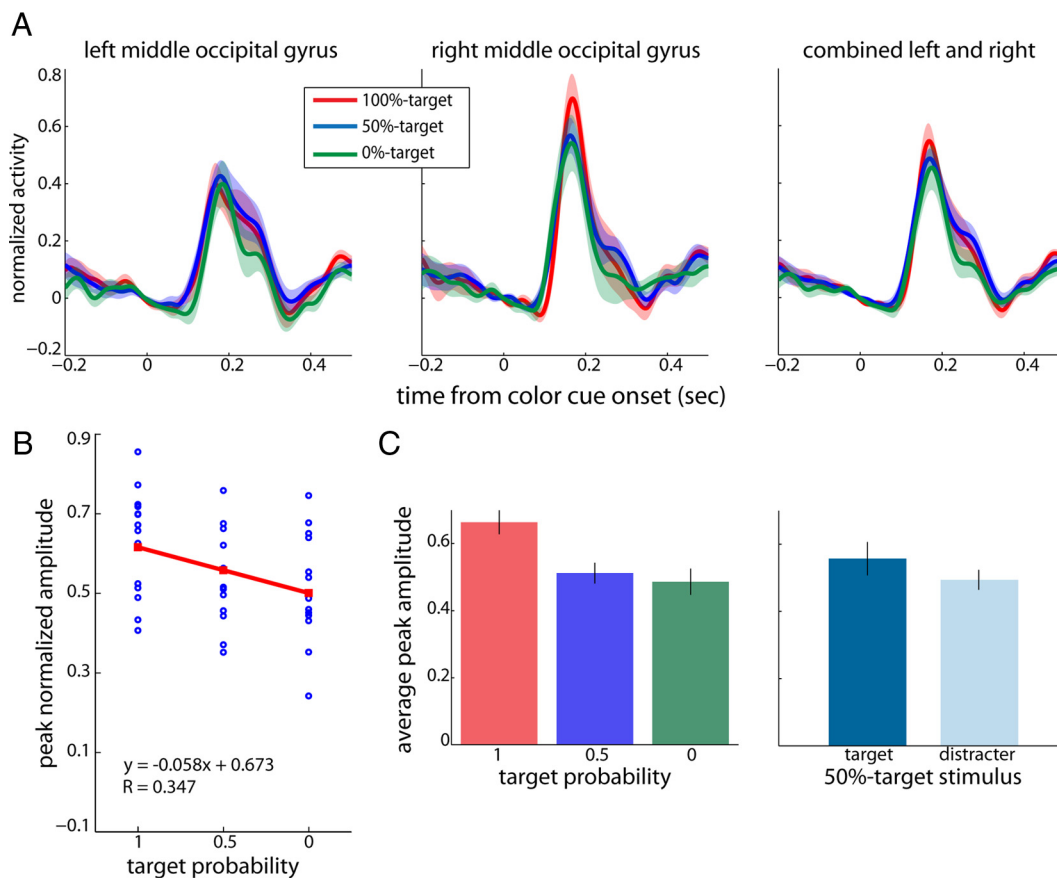 A
left middle occipital gyrus
right middle occipital gyrus
combined left and right
normalized activity
0.8
0.6
0.4
0.2
0
−0.2
100%-target
50%-target
0%-target
−0.2 0 0.2 0.4
−0.2 0 0.2 0.4
−0.2 0 0.2 0.4
time from color cue onset (sec)
B
peak normalized amplitude
0.9
0.7
0.5
0.3
0.1
-0.1
y = -0.058x + 0.673
R = 0.347
1 0.5 0
target probability
C
average peak amplitude
0.6
0.4
0.2
0
1 0.5 0
target probability
target distracter
50%-target stimulus